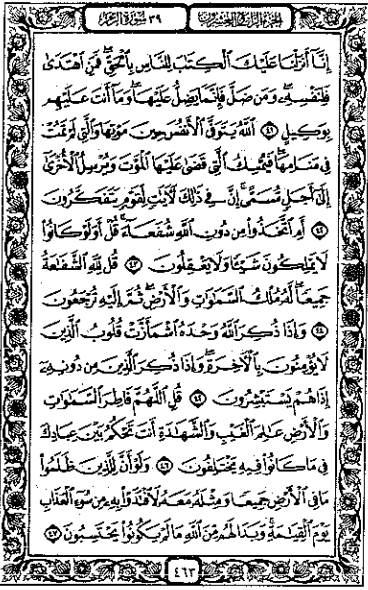 الجزء الرابع والعشرون ٣٩ سورة الزمر
إِنَّآ أَنزَلْنَا عَلَيْكَ ٱلْكِتَٰبَ لِلنَّاسِ بِٱلْحَقِّ ۖ فَمَنِ ٱهْتَدَىٰ
فَلِنَفْسِهِۦ ۖ وَمَن ضَلَّ فَإِنَّمَا يَضِلُّ عَلَيْهَا ۖ وَمَآ أَنتَ عَلَيْهِم
بِوَكِيلٍ ﴿٤١﴾ ٱللَّهُ يَتَوَفَّى ٱلْأَنفُسَ حِينَ مَوْتِهَا وَٱلَّتِى لَمْ تَمُتْ
فِى مَنَامِهَا ۖ فَيُمْسِكُ ٱلَّتِى قَضَىٰ عَلَيْهَا ٱلْمَوْتَ وَيُرْسِلُ ٱلْأُخْرَىٰٓ
إِلَىٰٓ أَجَلٍ مُّسَمًّى ۚ إِنَّ فِى ذَٰلِكَ لَءَايَٰتٍ لِّقَوْمٍ يَتَفَكَّرُونَ
﴿٤٢﴾ أَمِ ٱتَّخَذُوا۟ مِن دُونِ ٱللَّهِ شُفَعَآءَ ۚ قُلْ أَوَلَوْ كَانُوا۟
لَا يَمْلِكُونَ شَيْـًٔا وَلَا يَعْقِلُونَ ﴿٤٣﴾ قُل لِّلَّهِ ٱلشَّفَٰعَةُ
جَمِيعًا ۖ لَّهُۥ مُلْكُ ٱلسَّمَٰوَٰتِ وَٱلْأَرْضِ ۖ ثُمَّ إِلَيْهِ تُرْجَعُونَ
﴿٤٤﴾ وَإِذَا ذُكِرَ ٱللَّهُ وَحْدَهُ ٱشْمَأَزَّتْ قُلُوبُ ٱلَّذِينَ
لَا يُؤْمِنُونَ بِٱلْءَاخِرَةِ ۖ وَإِذَا ذُكِرَ ٱلَّذِينَ مِن دُونِهِۦٓ
إِذَا هُمْ يَسْتَبْشِرُونَ ﴿٤٥﴾ قُلِ ٱللَّهُمَّ فَاطِرَ ٱلسَّمَٰوَٰتِ
وَٱلْأَرْضِ عَٰلِمَ ٱلْغَيْبِ وَٱلشَّهَٰدَةِ أَنتَ تَحْكُمُ بَيْنَ عِبَادِكَ
فِى مَا كَانُوا۟ فِيهِ يَخْتَلِفُونَ ﴿٤٦﴾ وَلَوْ أَنَّ لِلَّذِينَ ظَلَمُوا۟
مَا فِى ٱلْأَرْضِ جَمِيعًا وَمِثْلَهُۥ مَعَهُۥ لَٱفْتَدَوْا۟ بِهِۦ مِن سُوٓءِ ٱلْعَذَابِ
يَوْمَ ٱلْقِيَٰمَةِ ۚ وَبَدَا لَهُم مِّنَ ٱللَّهِ مَا لَمْ يَكُونُوا۟ يَحْتَسِبُونَ ﴿٤٧﴾
٤٦٣